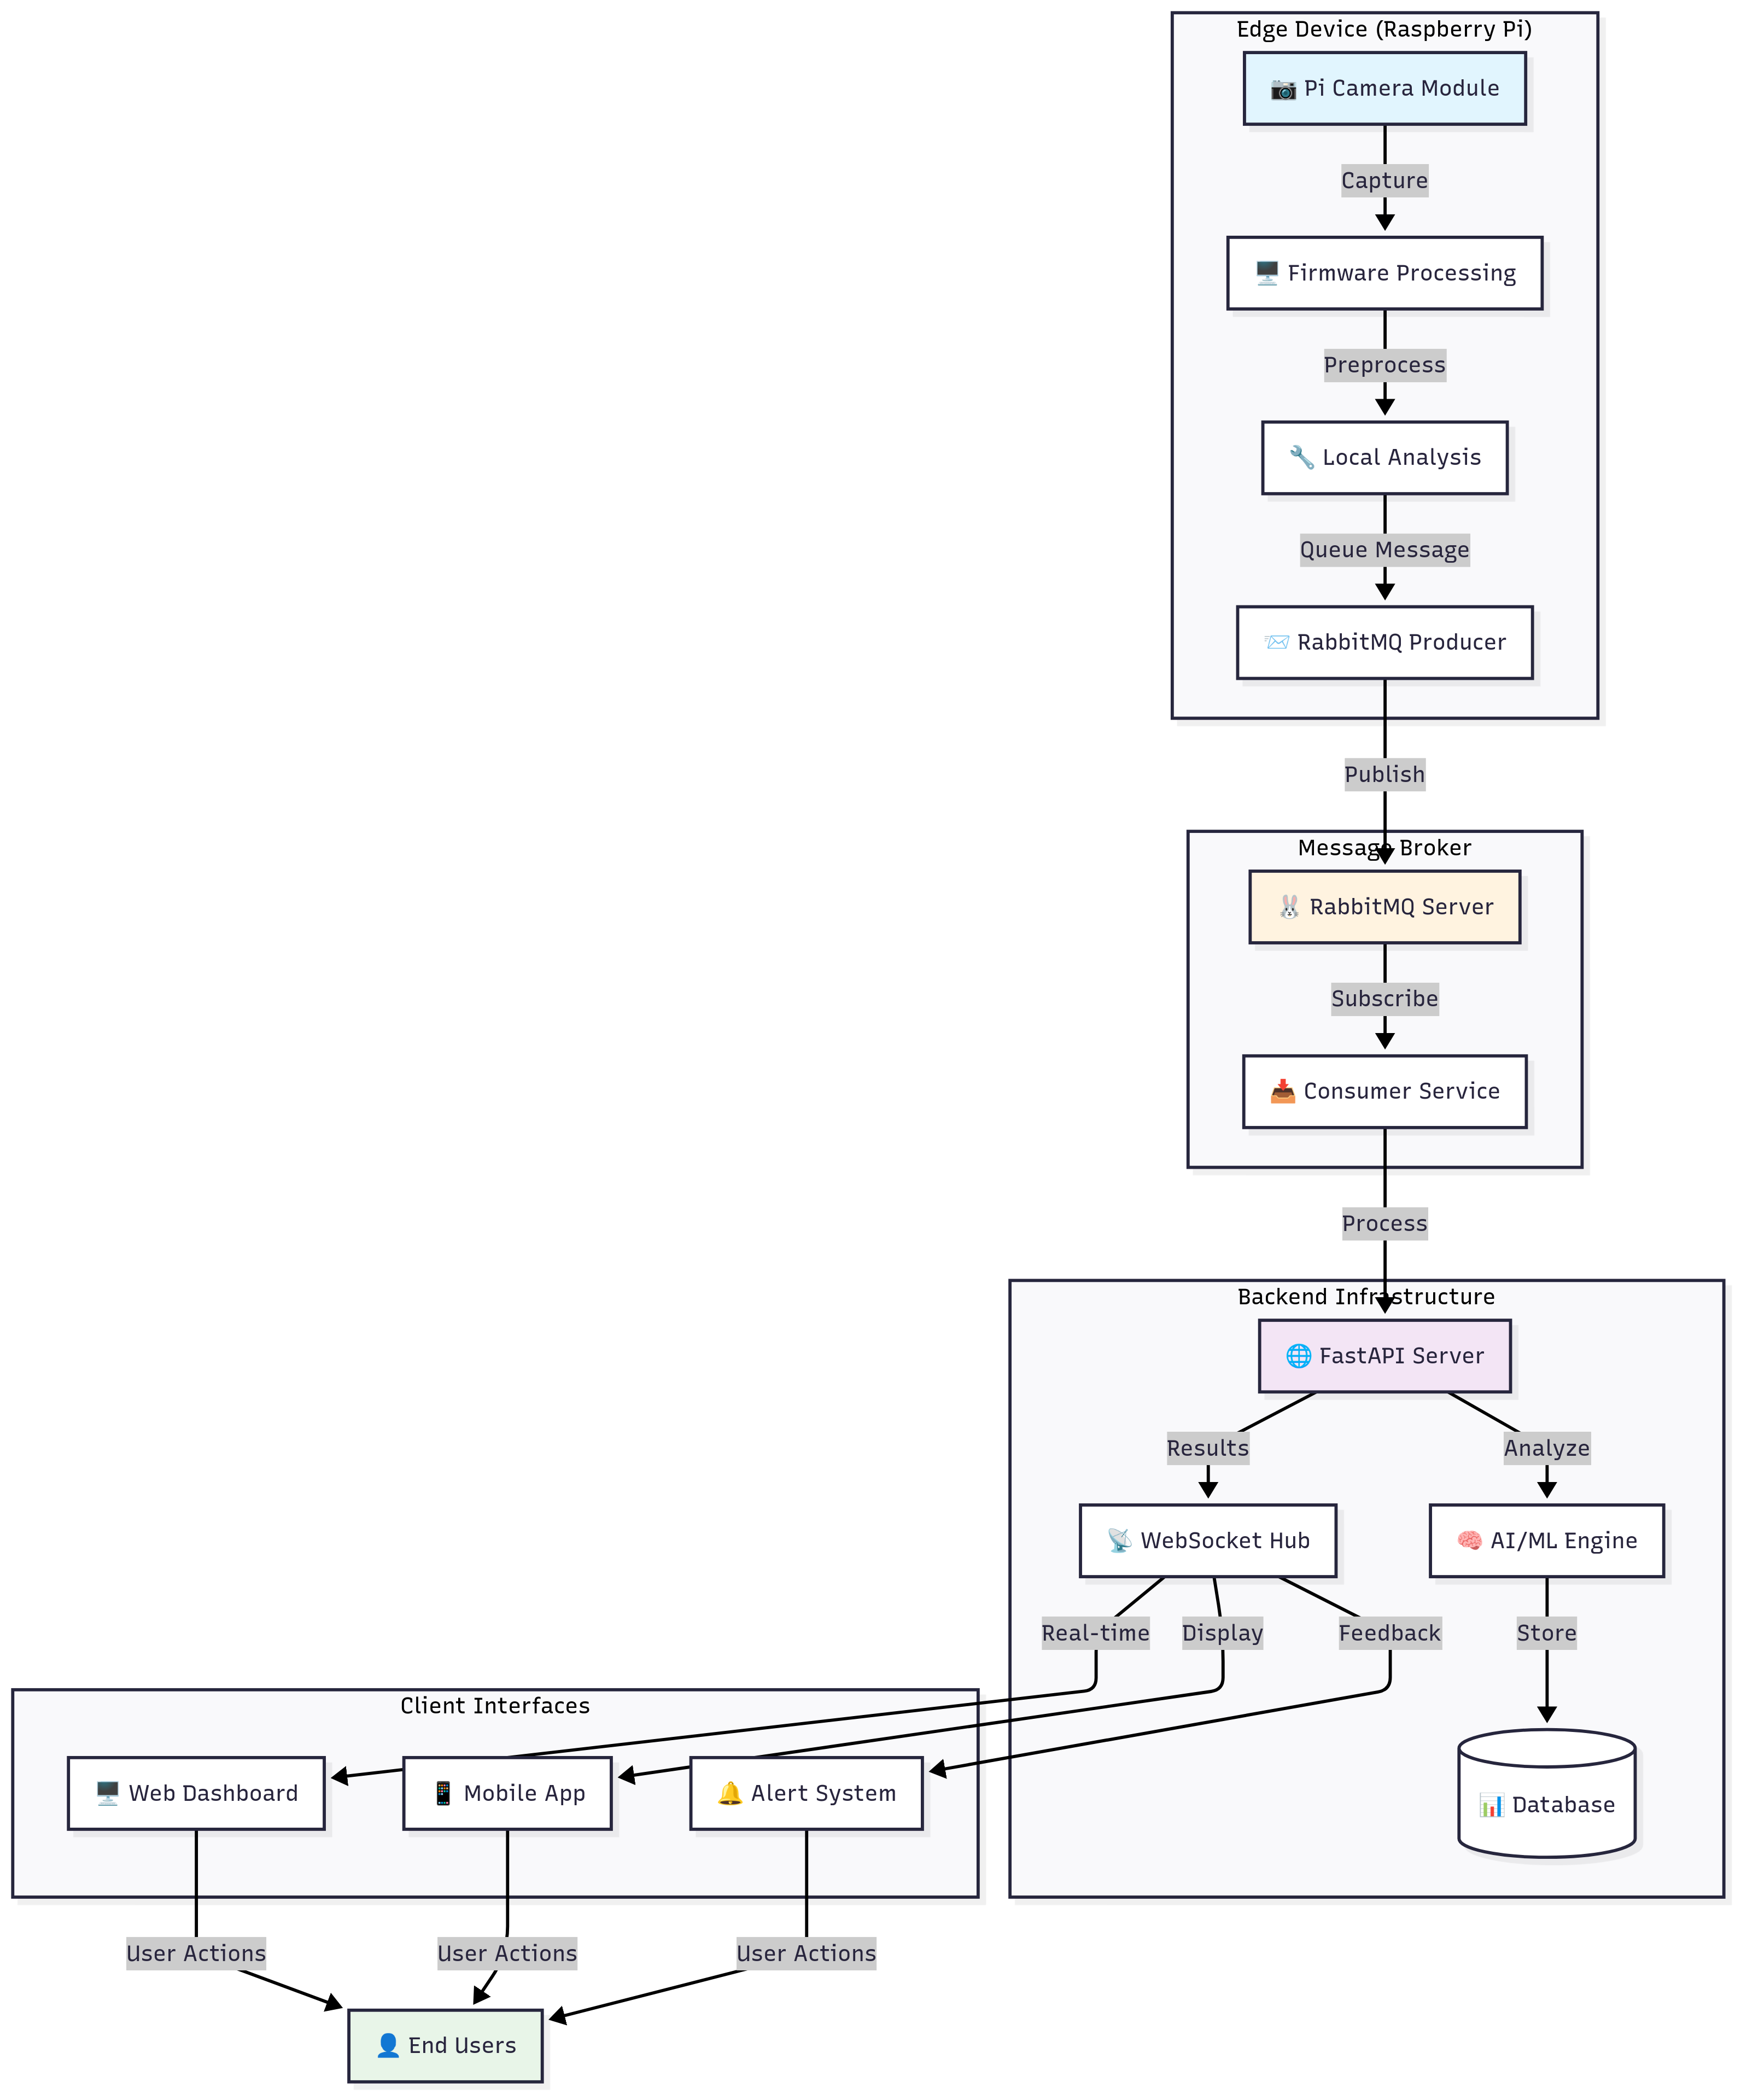 Edge Device (Raspberry Pi)
📷 Pi Camera Module
Capture
🖥️ Firmware Processing
Preprocess
🔧 Local Analysis
Queue Message
📨 RabbitMQ Producer
Publish
Message Broker
🐰 RabbitMQ Server
Subscribe
📥 Consumer Service
Process
Backend Infrastructure
🌐 FastAPI Server
Results
Analyze
📡 WebSocket Hub
🧠 AI/ML Engine
Real-time
Display
Feedback
Store
Client Interfaces
🖥️ Web Dashboard
📱 Mobile App
🔔 Alert System
📊 Database
User Actions
User Actions
User Actions
👤 End Users